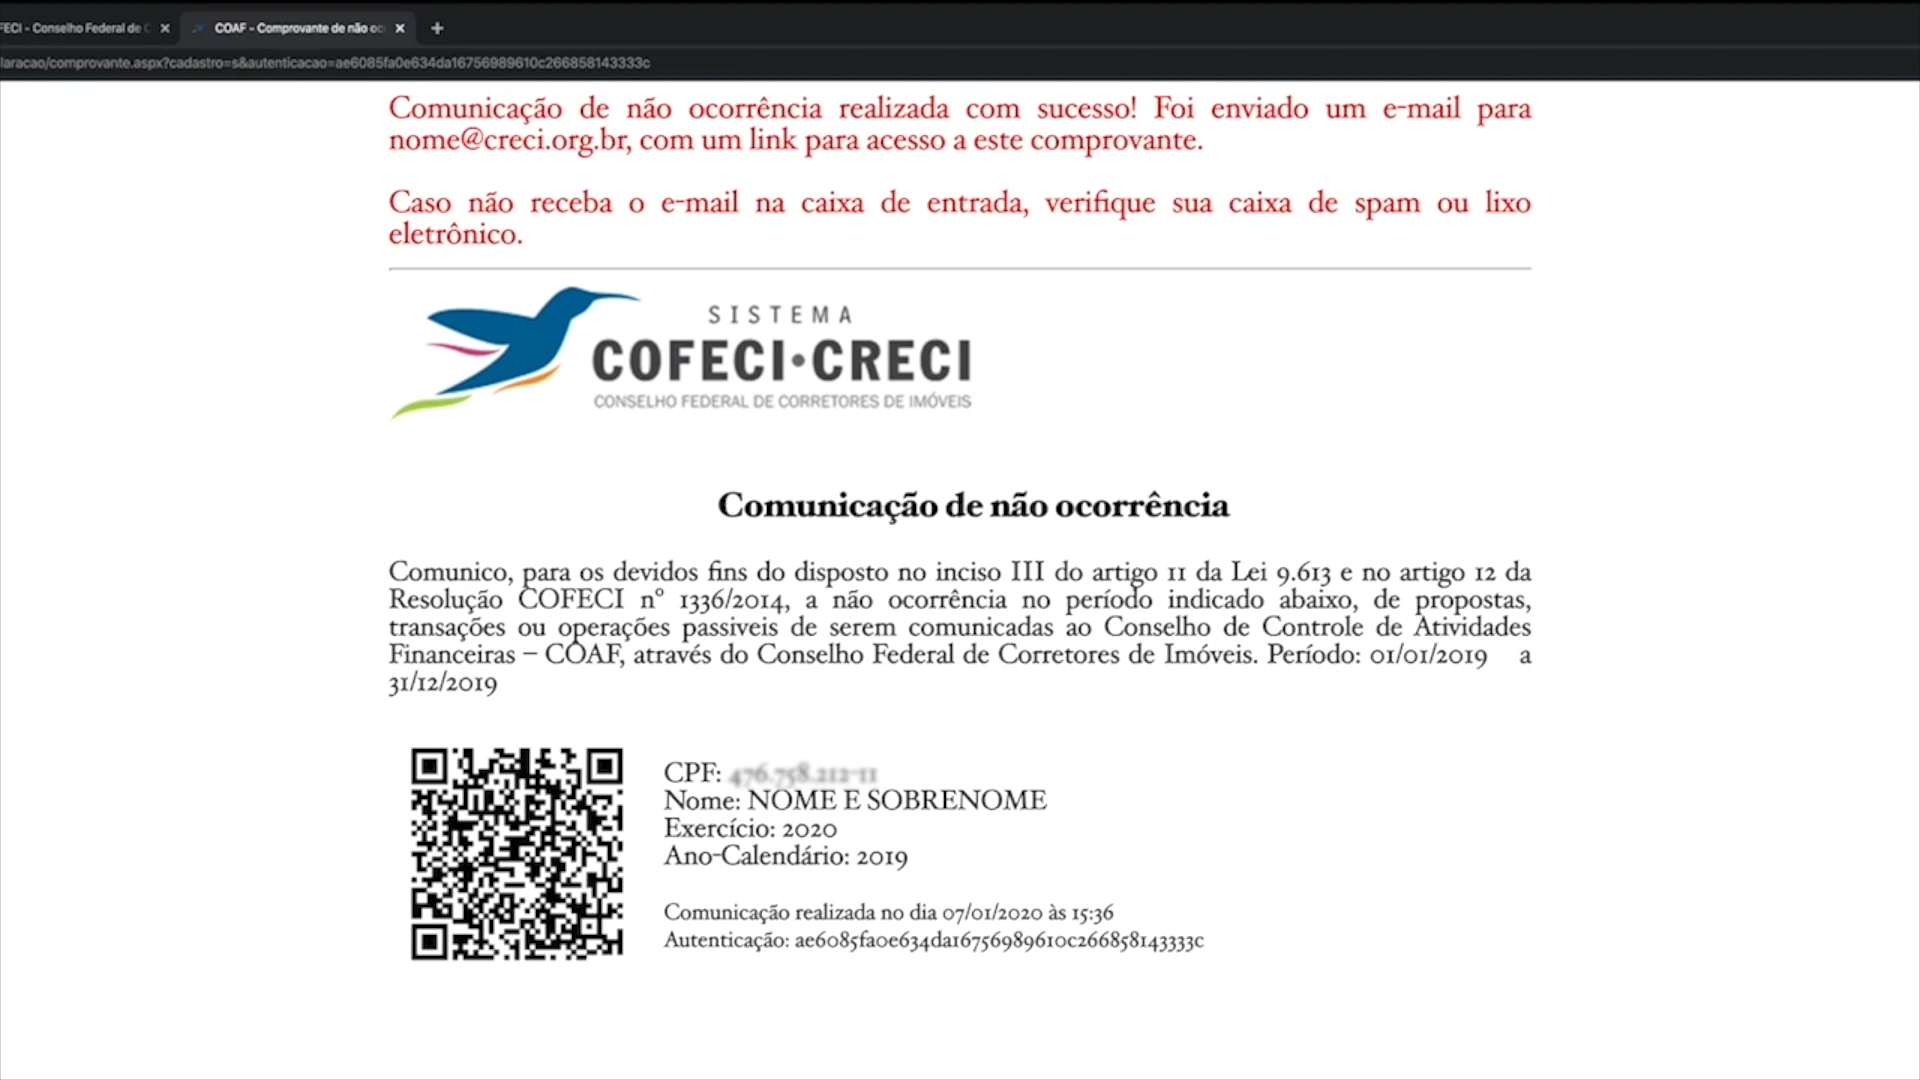 FECI - Conselho Federal de C
COAF - Comprovante de não oc
laracao/comprovante.aspx?cadastro=s&autenticacao=ae6085fa0e634da16756989610c266858143333c
Comunicação de não ocorrência realizada com sucesso! Foi enviado um e-mail para
nome@creci.org.br, com um link para acesso a este comprovante.
Caso não receba o e-mail na caixa de entrada, verifique sua caixa de spam ou lixo
eletrônico.
SISTEMA
COFECI•CRECI
CONSELHO FEDERAL DE CORRETORES DE IMÓVEIS
Comunicação de não ocorrência
Comunico, para os devidos fins do disposto no inciso III do artigo 11 da Lei 9.613 e no artigo 12 da
Resolução COFECI nº 1336/2014, a não ocorrência no período indicado abaixo, de propostas,
transações ou operações passiveis de serem comunicadas ao Conselho de Controle de Atividades
Financeiras – COAF, através do Conselho Federal de Corretores de Imóveis. Período: 01/01/2019 a
31/12/2019
CPF:
Nome: NOME E SOBRENOME
Exercício: 2020
Ano-Calendário: 2019
Comunicação realizada no dia 07/01/2020 às 15:36
Autenticação: ae6085fa0e634da16756989610c266858143333c